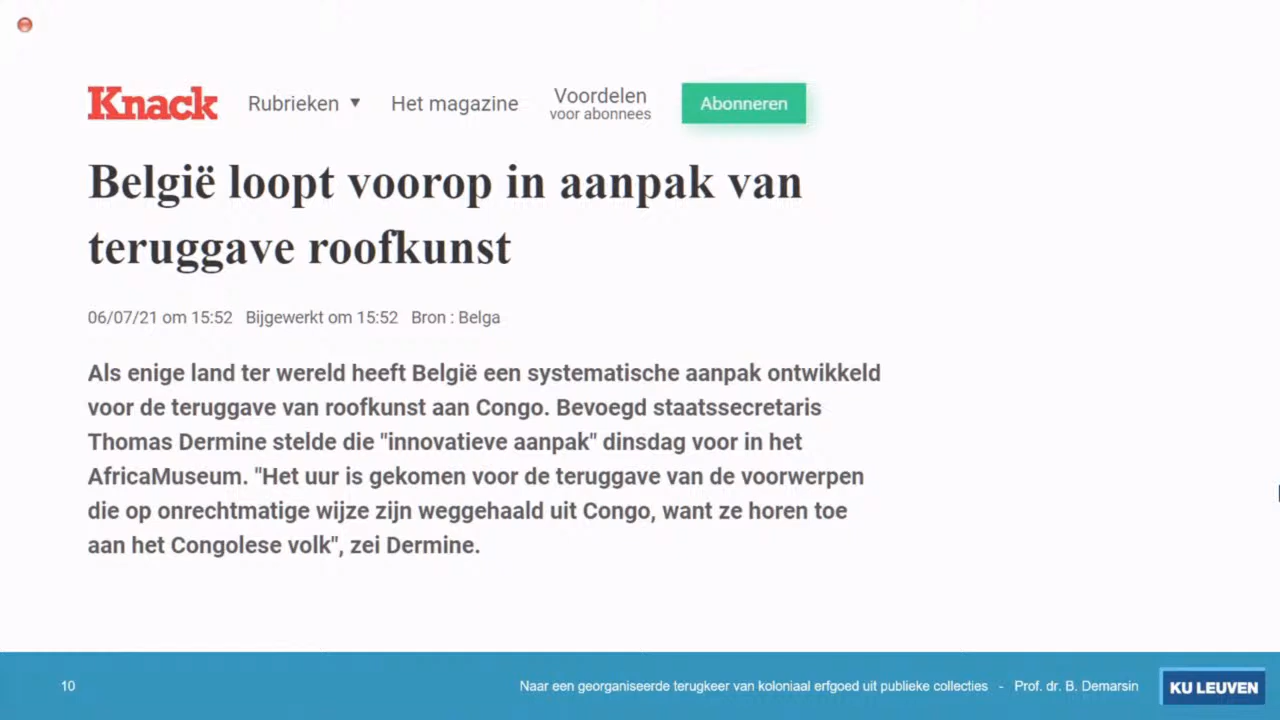 Knack Rubrieken ▼ Het magazine Voordelen voor abonnees Abonneren
België loopt voorop in aanpak van
teruggave roofkunst
06/07/21 om 15:52 Bijgewerkt om 15:52 Bron : Belga
Als enige land ter wereld heeft België een systematische aanpak ontwikkeld
voor de teruggave van roofkunst aan Congo. Bevoegd staatssecretaris
Thomas Dermine stelde die "innovatieve aanpak" dinsdag voor in het
AfricaMuseum. "Het uur is gekomen voor de teruggave van de voorwerpen
die op onrechtmatige wijze zijn weggehaald uit Congo, want ze horen toe
aan het Congolese volk", zei Dermine.
10 Naar een georganiseerde terugkeer van koloniaal erfgoed uit publieke collecties - Prof. dr. B. Demarsin KU LEUVEN